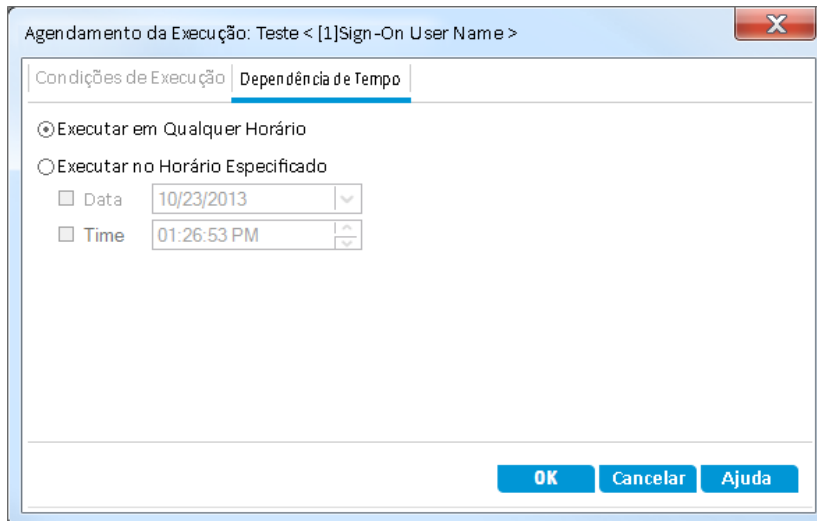 Agendamento da Execução: Teste < [1]Sign-On User Name >
X
Condições de Execução Dependência de Tempo
Executar em Qualquer Horário
Executar no Horário Especificado
Data 10/23/2013
Time 01:26:53 PM
OK Cancelar Ajuda